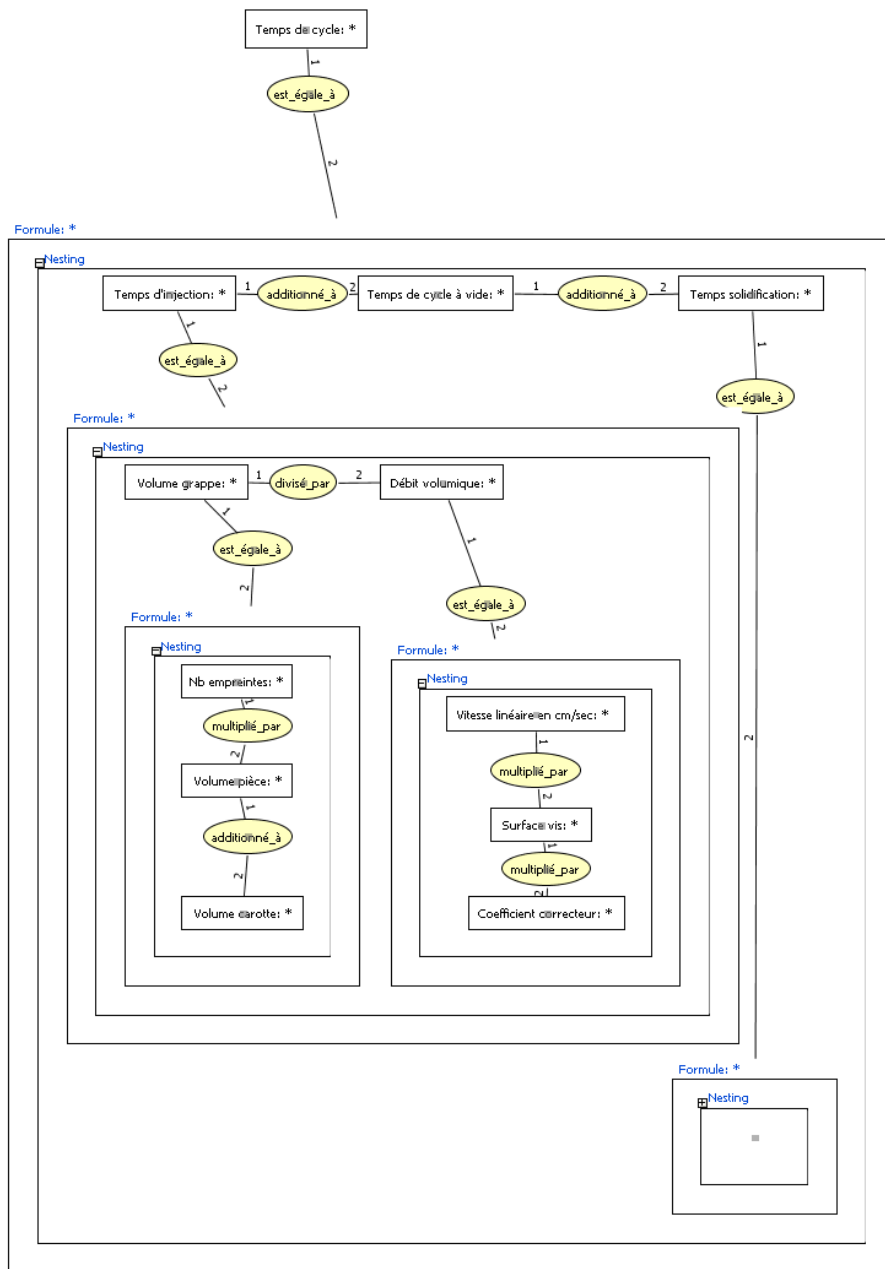 Temps de cycle: *
1
est_égale_à
2
Formule: *
Nesting
Temps d'injection: *
1
additionné_à
2
Temps de cycle à vide: *
1
additionné_à
2
Temps solidification: *
1
est_égale_à
2
1
est_égale_à
2
Formule: *
Nesting
Volume grappe: *
1
divisé_par
2
Débit volumique: *
1
est_égale_à
2
1
est_égale_à
2
Formule: *
Nesting
Nb empreintes: *
1
multiplié_par
2
Volume pièce: *
1
additionné_à
2
Volume carotte: *
Formule: *
Nesting
Vitesse linéaire en cm/sec: *
1
multiplié_par
2
Surface vis: *
1
multiplié_par
2
Coefficient correcteur: *
2
Formule: *
Nesting